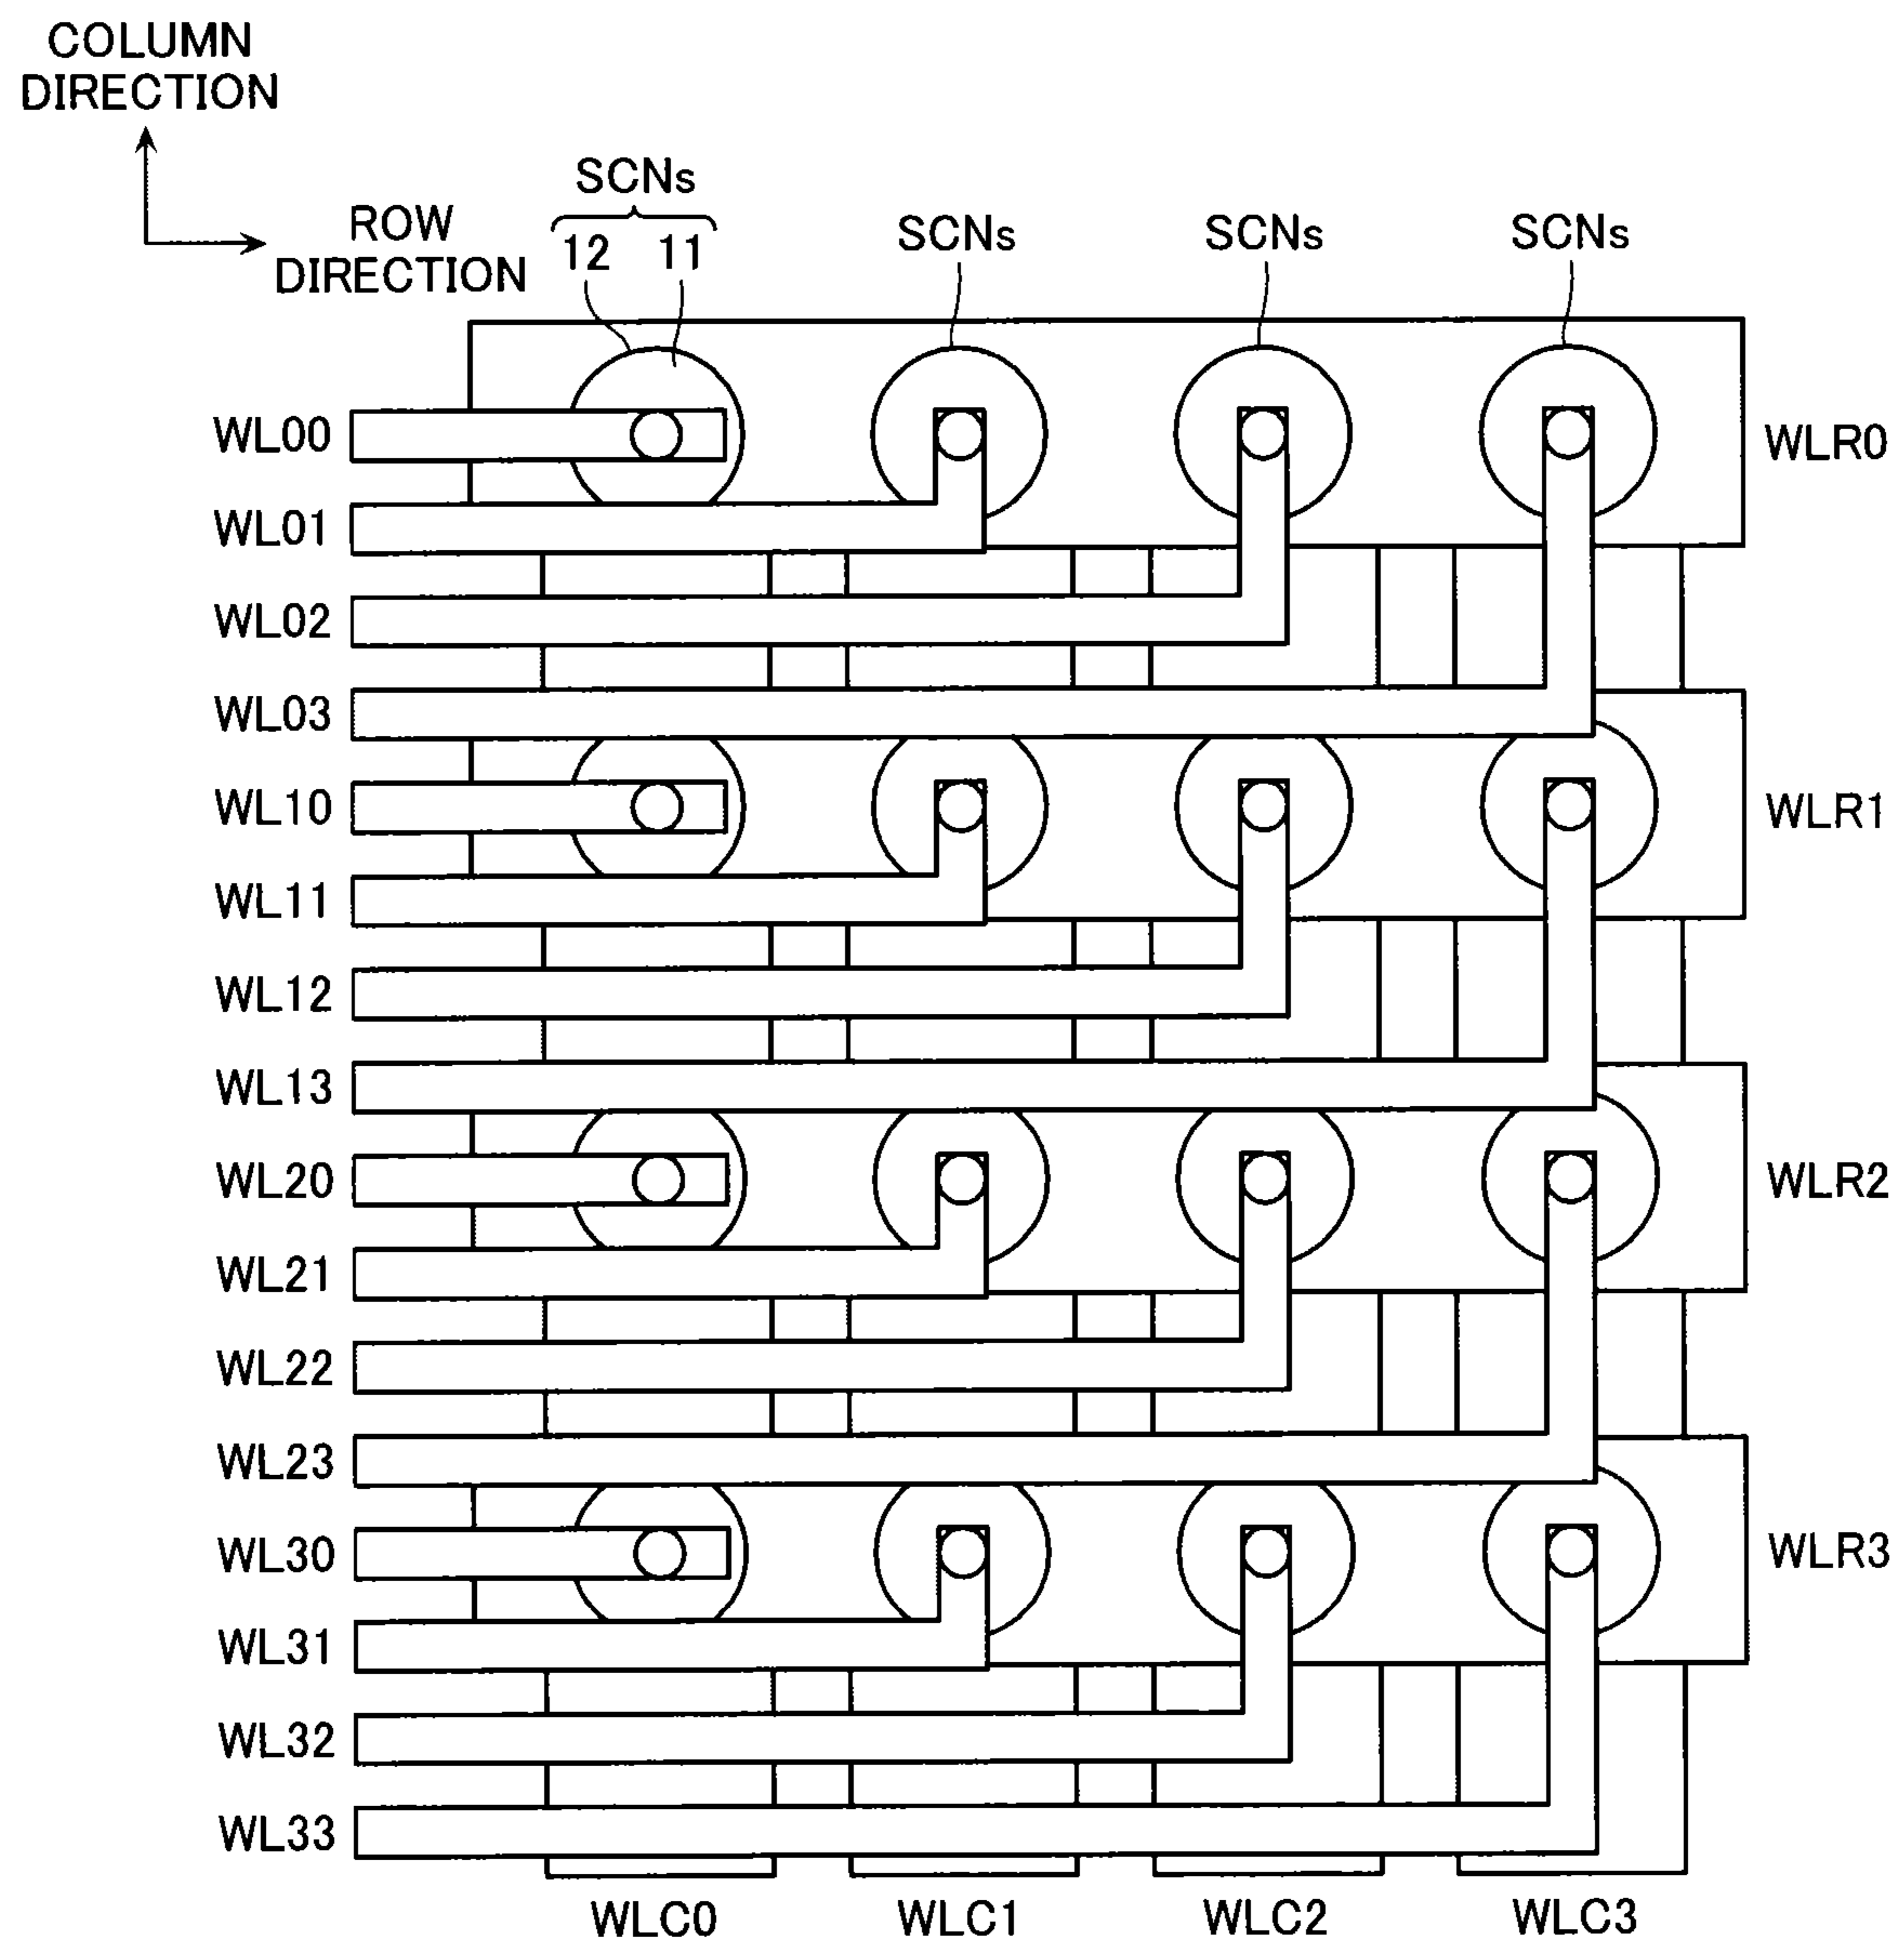 COLUMN
DIRECTION
ROW
DIRECTION
SCNs
12 11
SCNs
SCNs
SCNs
WL00
WLR0
WL01
WL02
WL03
WL10
WLR1
WL11
WL12
WL13
WL20
WLR2
WL21
WL22
WL23
WL30
WLR3
WL31
WL32
WL33
WLC0
WLC1
WLC2
WLC3